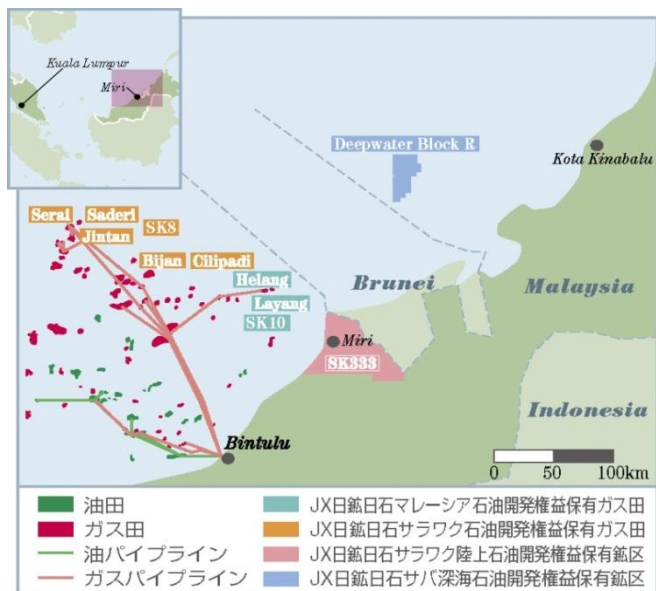 Kuala Lumpur
Miri
Deepwater Block R
Kota Kinabalu
Serai Saderi
SK8
Jintan
Bijan Cilipadi
Helang
Layang
SK10
Brunei
Malaysia
Miri
SK333
Indonesia
Bintulu
0 50 100km
油田
ガス田
油パイプライン
ガスパイプライン
JX日鉱日石マレーシア石油開発権益保有ガス田
JX日鉱日石サラワク石油開発権益保有ガス田
JX日鉱日石サラワク陸上石油開発権益保有鉱区
JX日鉱日石サバ深海石油開発権益保有鉱区